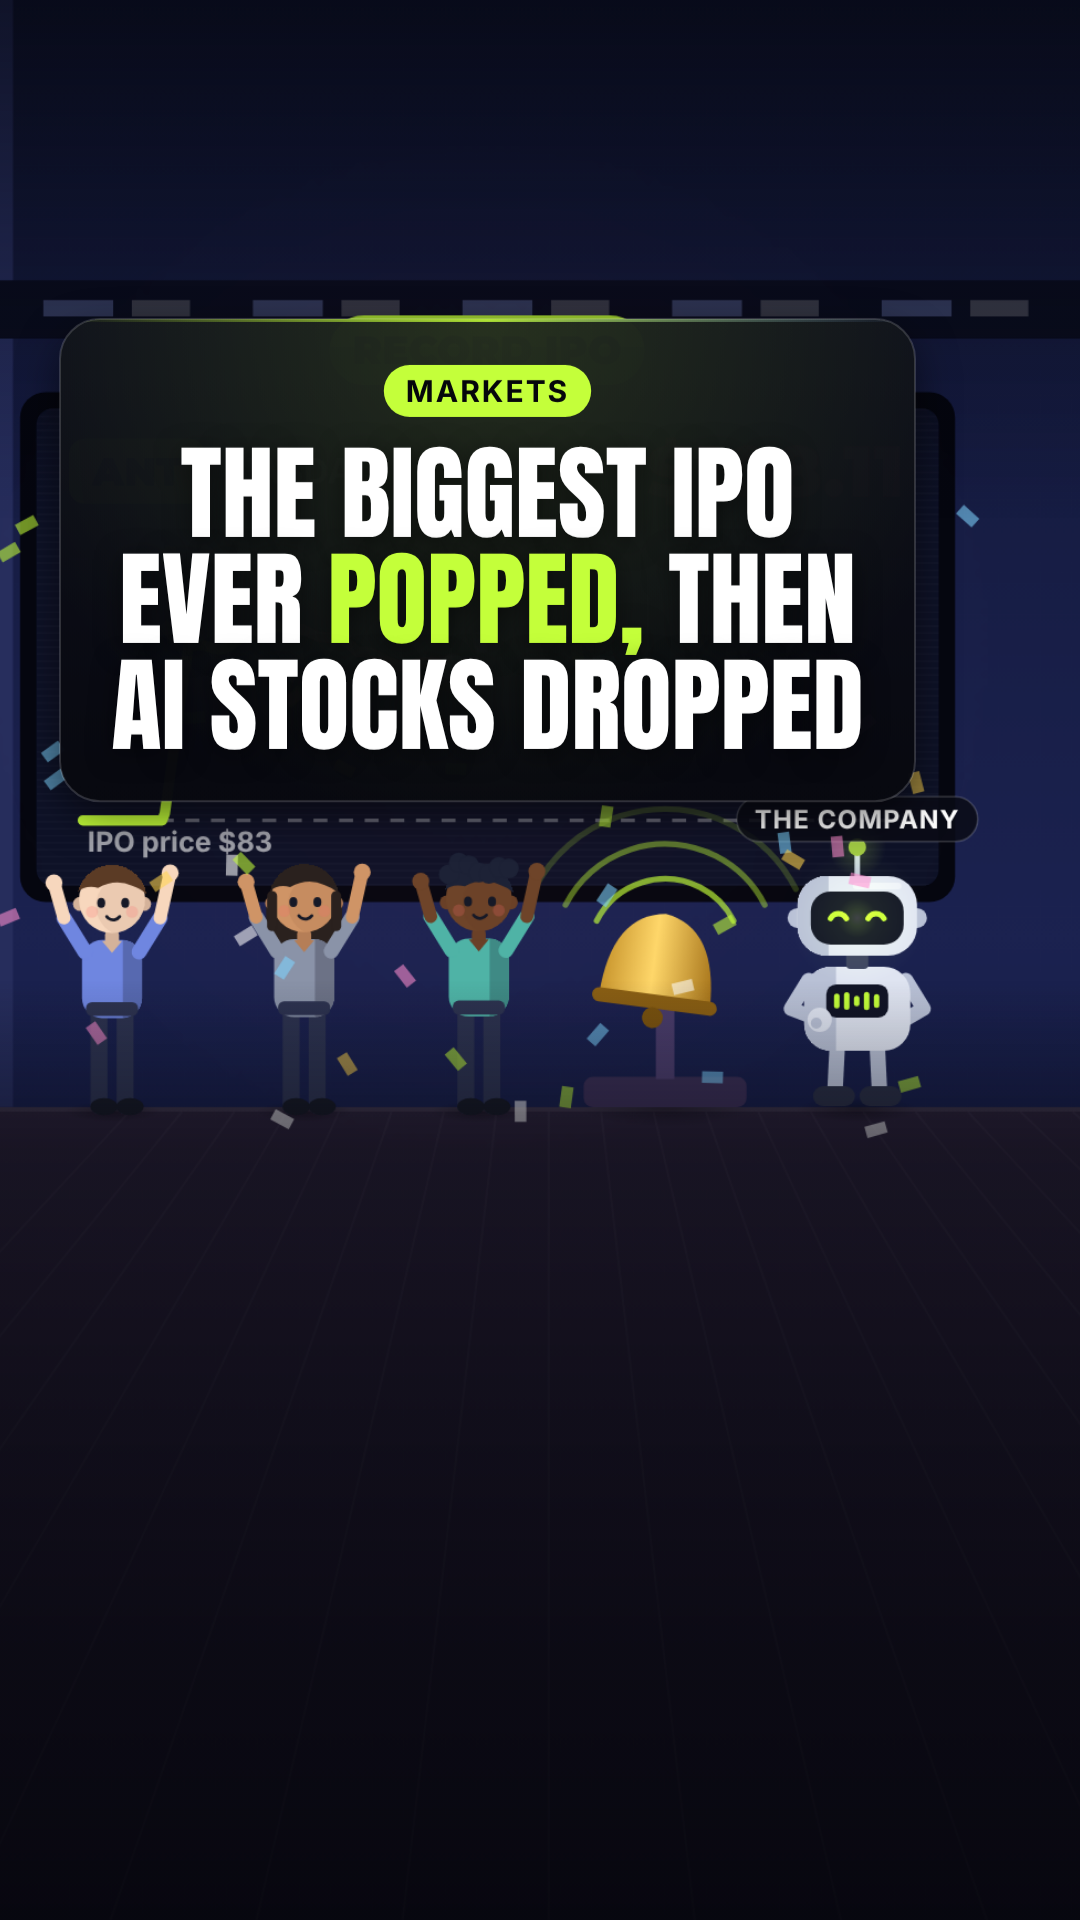 MARKETS
THE BIGGEST IPO
EVER POPPED, THEN
AI STOCKS DROPPED
THE COMPANY
IPO price $83